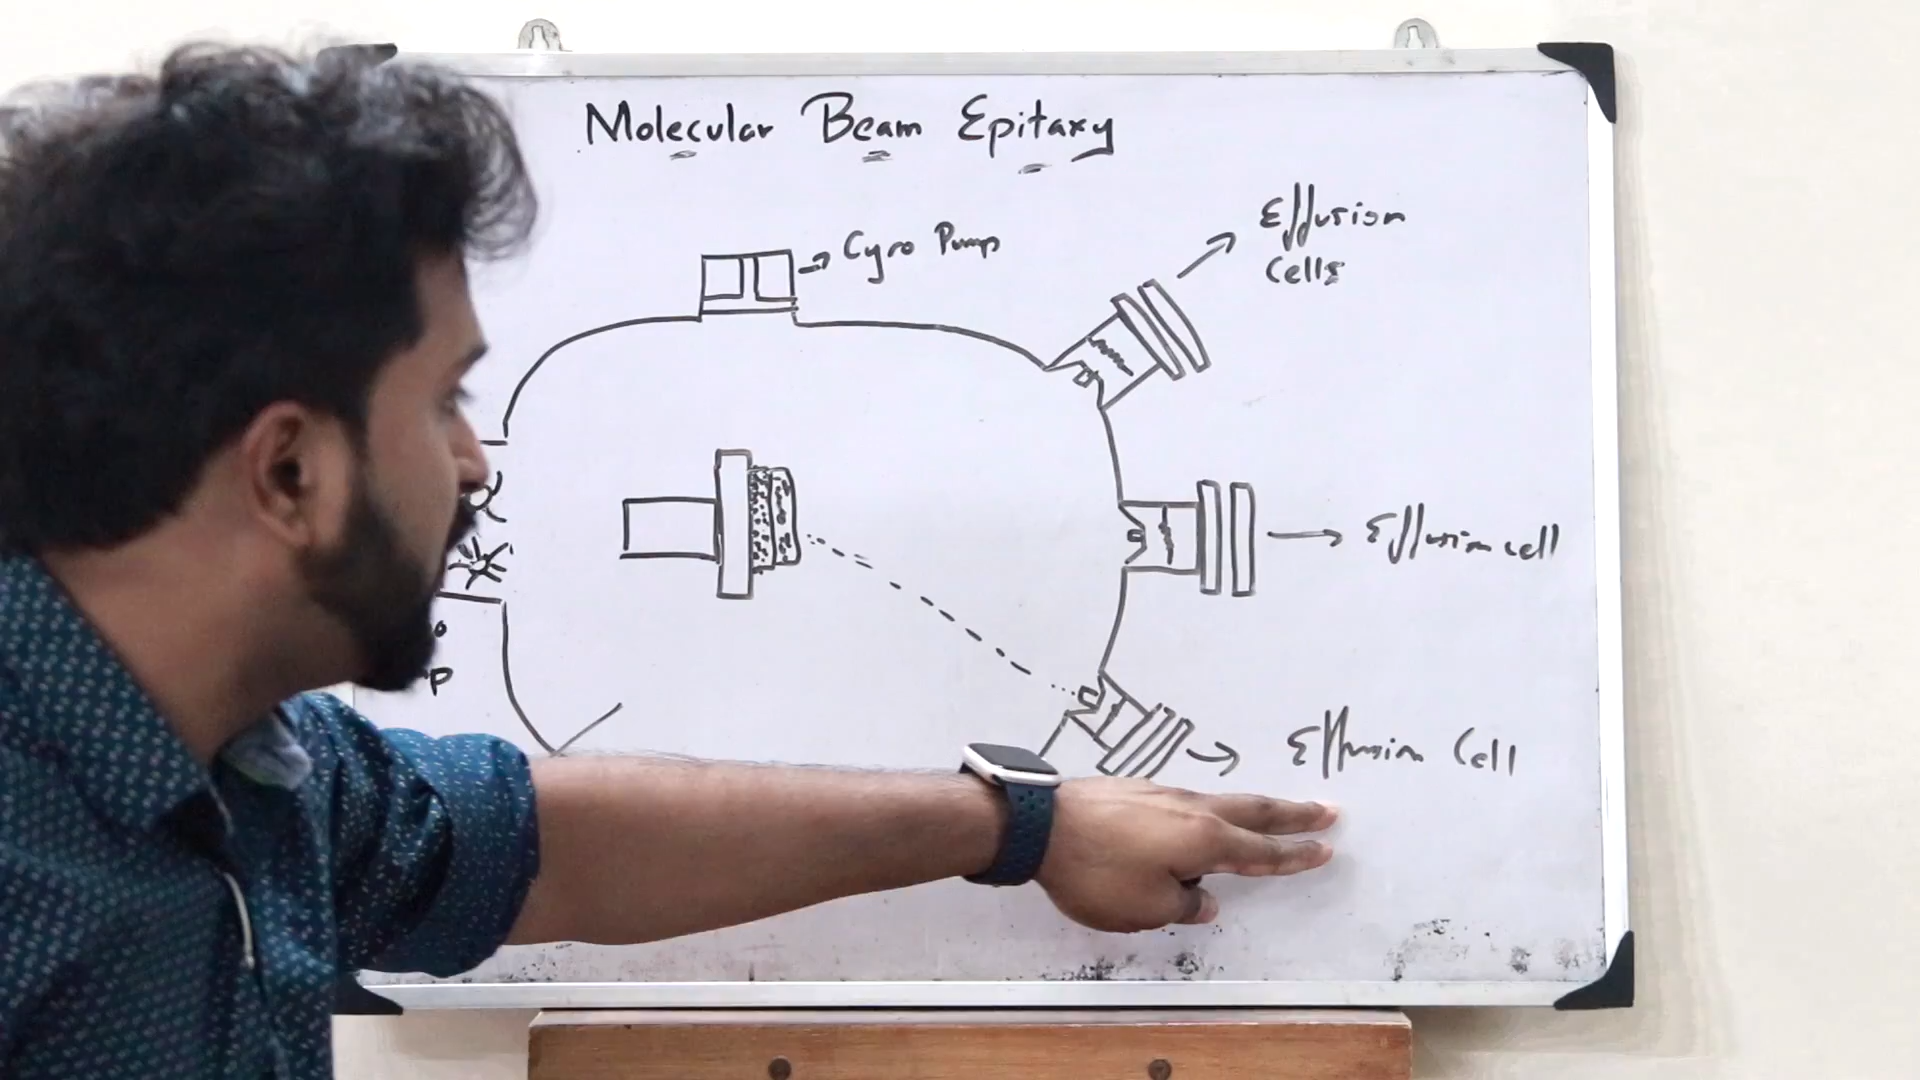 Molecular Beam Epitaxy
Cyro Pump
Effusion
Cells
Effusion cell
Effusion Cell